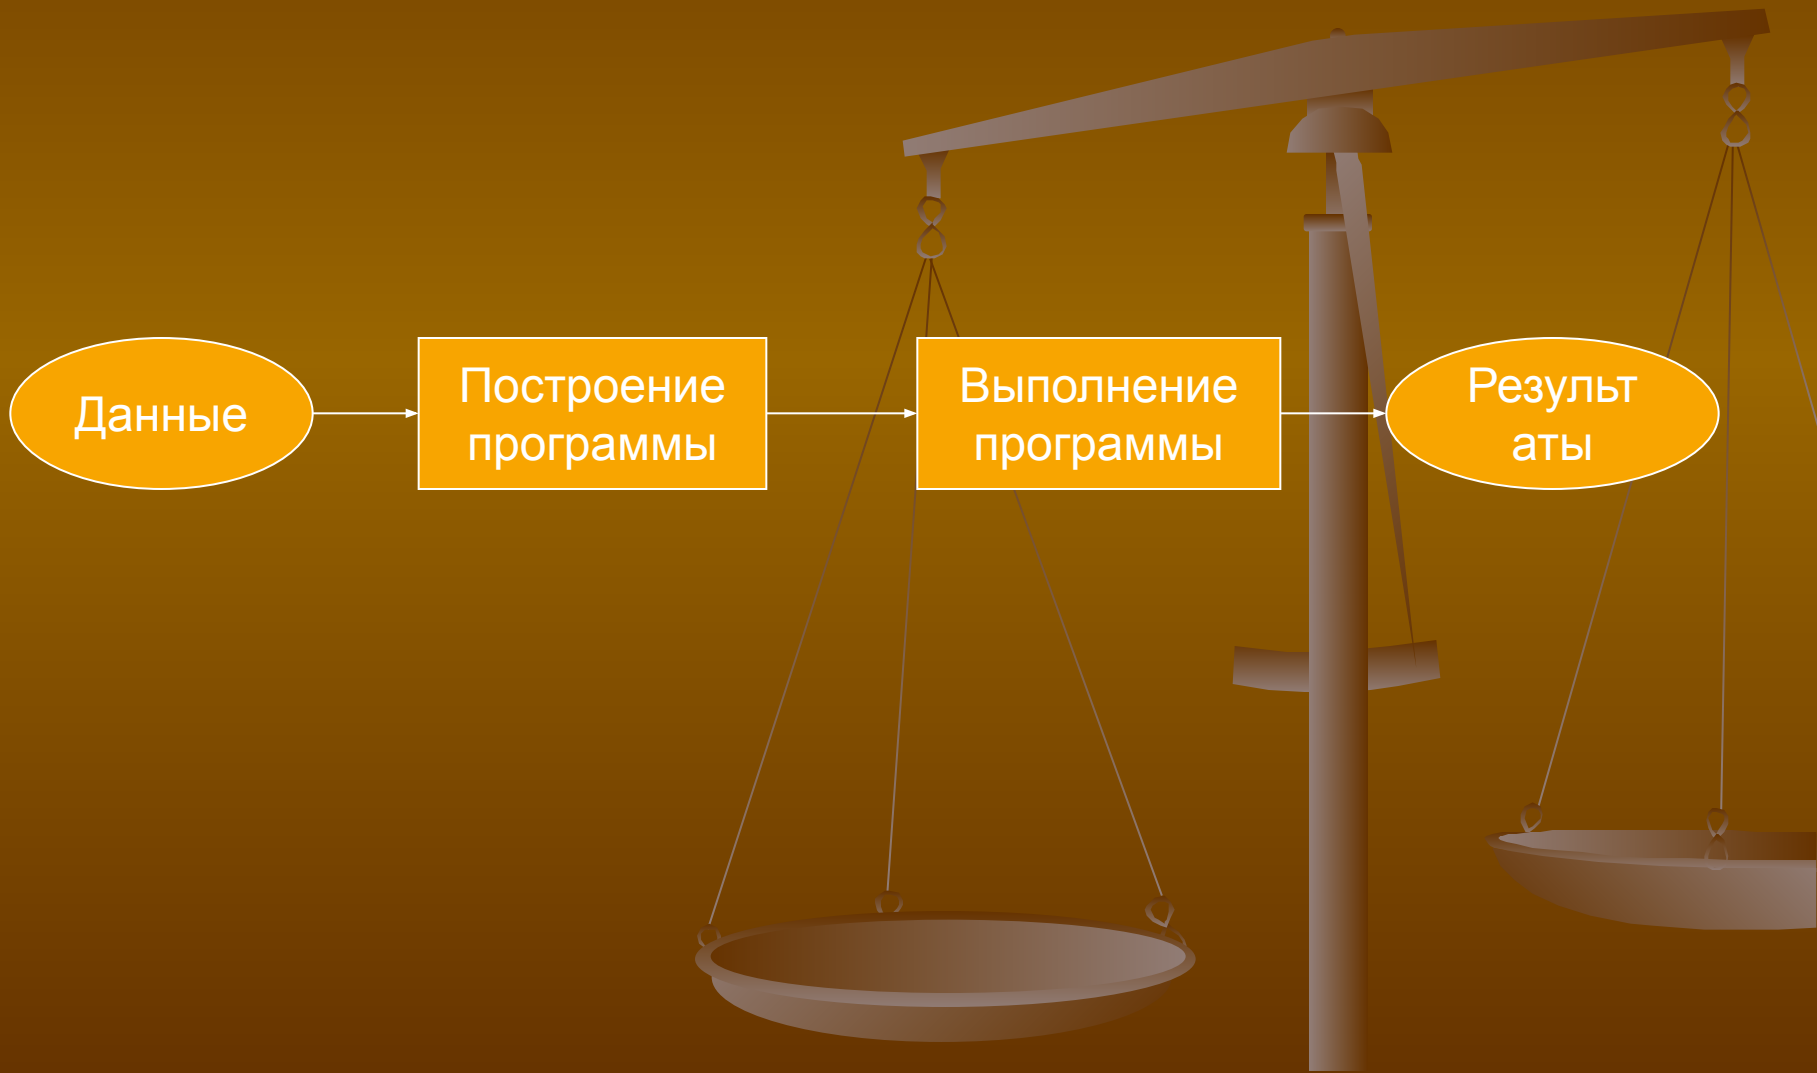 Данные
Построение
программы
Выполнение
программы
Результ
аты